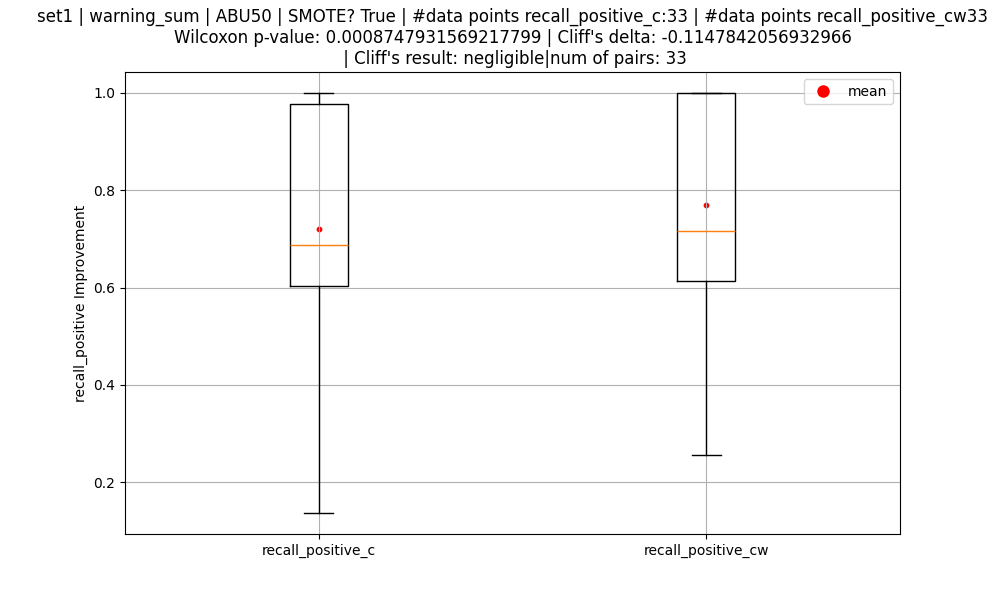 set1 | warning_sum | ABU50 | SMOTE? True | #data points recall_positive_c:33 | #data points recall_positive_cw33
Wilcoxon p-value: 0.0008747931569217799 | Cliff's delta: -0.1147842056932966
| Cliff's result: negligible|num of pairs: 33
mean
recall_positive Improvement
1.0
0.8
0.6
0.4
0.2
recall_positive_c
recall_positive_cw